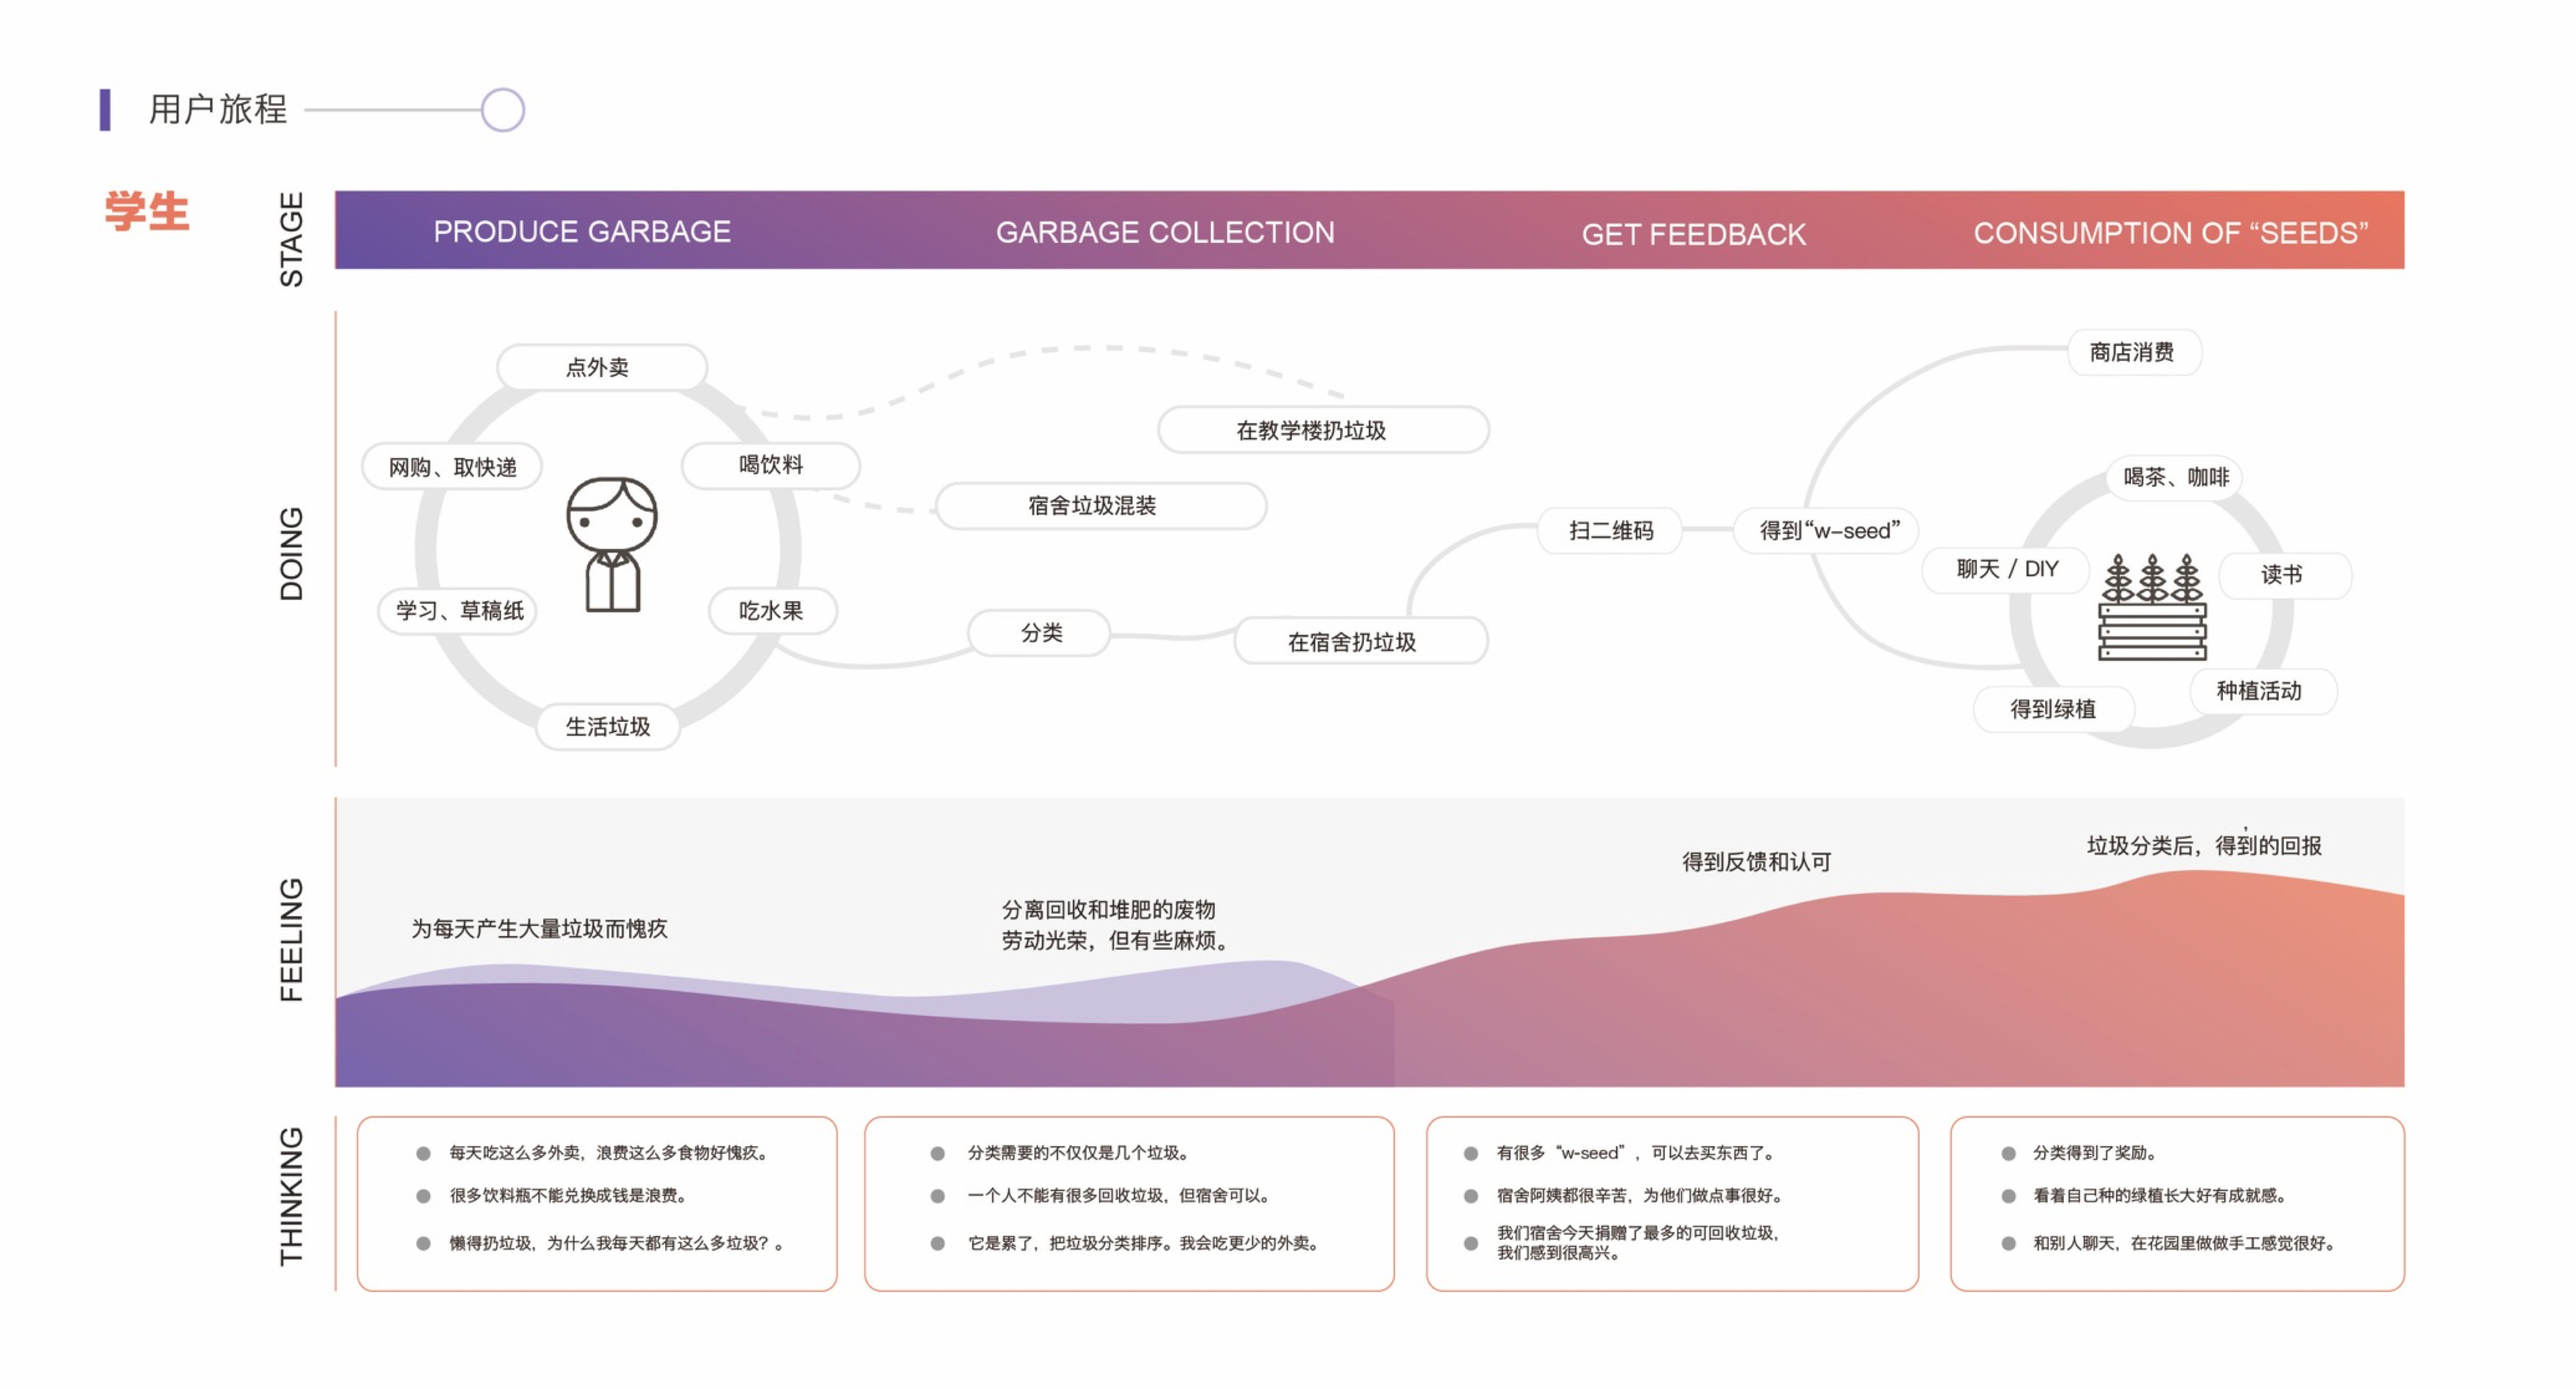 用户旅程
学生
STAGE
PRODUCE GARBAGE
GARBAGE COLLECTION
GET FEEDBACK
CONSUMPTION OF “SEEDS”
DOING
点外卖
网购、取快递
喝饮料
学习、草稿纸
吃水果
生活垃圾
在教学楼扔垃圾
宿舍垃圾混装
分类
在宿舍扔垃圾
扫二维码
得到“w–seed”
商店消费
喝茶、咖啡
聊天 / DIY
读书
得到绿植
种植活动
FEELING
为每天产生大量垃圾而愧疚
分离回收和堆肥的废物
劳动光荣，但有些麻烦。
得到反馈和认可
,
垃圾分类后，得到的回报
THINKING
每天吃这么多外卖，浪费这么多食物好愧疚。
很多饮料瓶不能兑换成钱是浪费。
懒得扔垃圾，为什么我每天都有这么多垃圾？。
分类需要的不仅仅是几个垃圾。
一个人不能有很多回收垃圾，但宿舍可以。
它是累了，把垃圾分类排序。我会吃更少的外卖。
有很多“w-seed”，可以去买东西了。
宿舍阿姨都很辛苦，为他们做点事很好。
我们宿舍今天捐赠了最多的可回收垃圾，
我们感到很高兴。
分类得到了奖励。
看着自己种的绿植长大好有成就感。
和别人聊天，在花园里做做手工感觉很好。